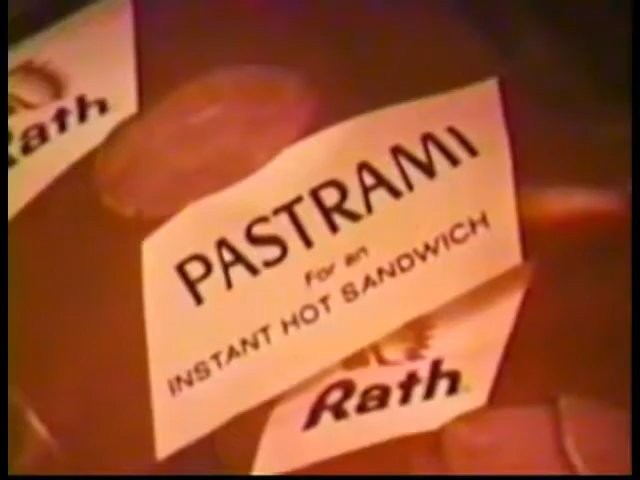 Rath
PASTRAMI
For an
INSTANT HOT SANDWICH
Rath